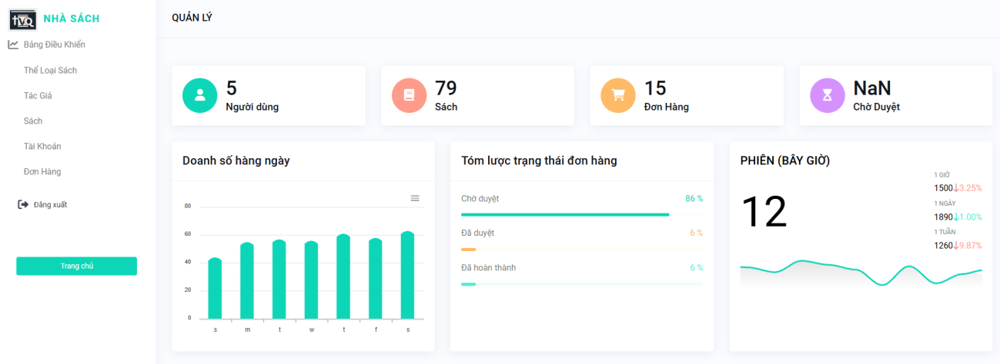 tiVQ NHÀ SÁCH
Bảng Điều Khiển
Thể Loại Sách
Tác Giả
Sách
Tài Khoản
Đơn Hàng
Đăng xuất
Trang chủ
QUẢN LÝ
5
Người dùng
79
Sách
15
Đơn Hàng
NaN
Chờ Duyệt
Doanh số hàng ngày
80
60
40
20
0
s m t w t f s
Tóm lược trạng thái đơn hàng
Chờ duyệt 86 %
Đã duyệt 6 %
Đã hoàn thành 6 %
PHIÊN (BÂY GIỜ)
12
1 GIỜ
1500↓3.25%
1 NGÀY
1890↓1.00%
1 TUẦN
1260↓9.87%